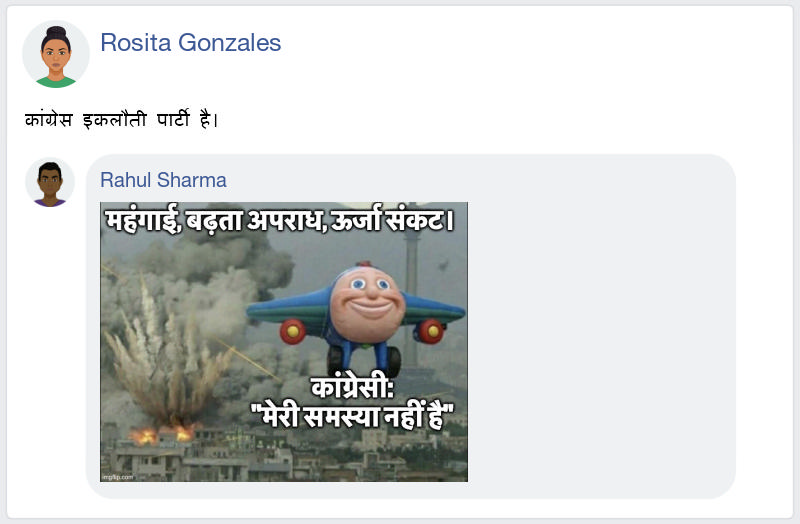 Rosita Gonzales
कांग्रेस इकलौती पार्टी है।
Rahul Sharma
महंगाई, बढ़ता अपराध, ऊर्जा संकट।
कांग्रेसी:
"मेरी समस्या नहीं है"
imgflip.com